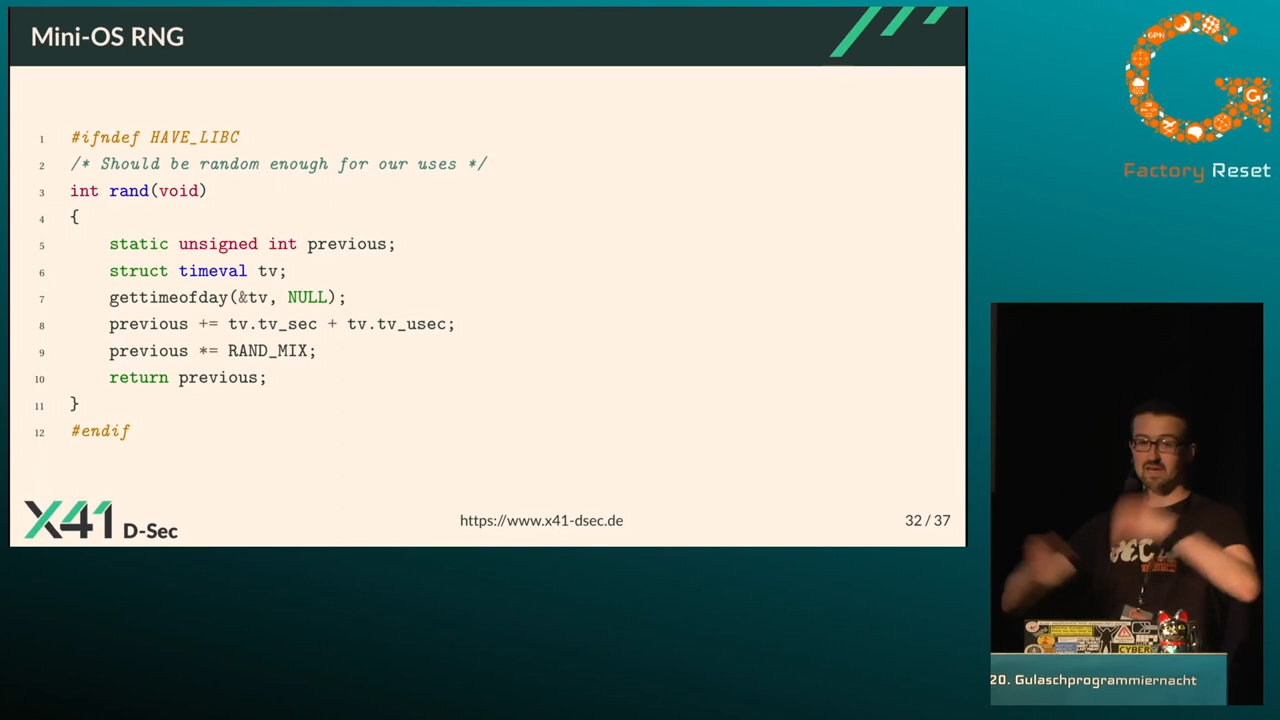 Mini-OS RNG
1 #ifndef HAVE_LIBC
2 /* Should be random enough for our uses */
3 int rand(void)
4 {
5 static unsigned int previous;
6 struct timeval tv;
7 gettimeofday(&tv, NULL);
8 previous += tv.tv_sec + tv.tv_usec;
9 previous *= RAND_MIX;
10 return previous;
11 }
12 #endif
X41 D-Sec
https://www.x41-dsec.de
32 / 37
GPN
G
Factory Reset
CYBER
20. Gulaschprogrammiernacht